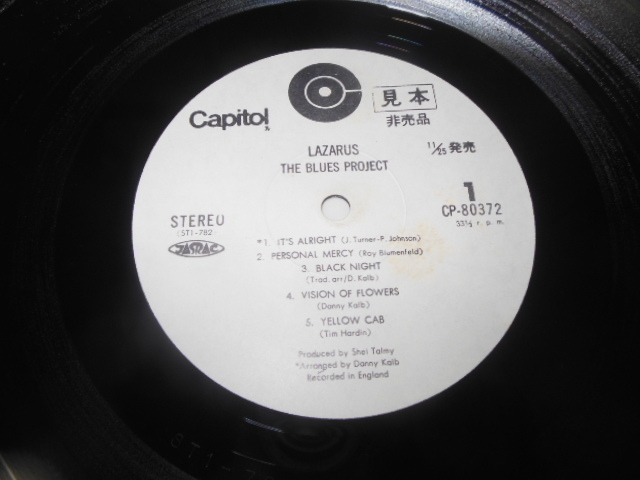 Capitol
見本
非売品
LAZARUS
THE BLUES PROJECT
11/25 発売
1
CP-80372
33⅓ r. p. m.
STEREO
(ST1-782
JASRAC
*1. IT'S ALRIGHT (J. Turner-P. Johnson)
2. PERSONAL MERCY (Roy Blumenfeld)
3. BLACK NIGHT
(Trad. arr/D. Kalb)
4. VISION OF FLOWERS
(Danny Kalb)
5. YELLOW CAB
(Tim Hardin)
Produced by Shel Talmy
*Arranged by Danny Kalb
Recorded in England